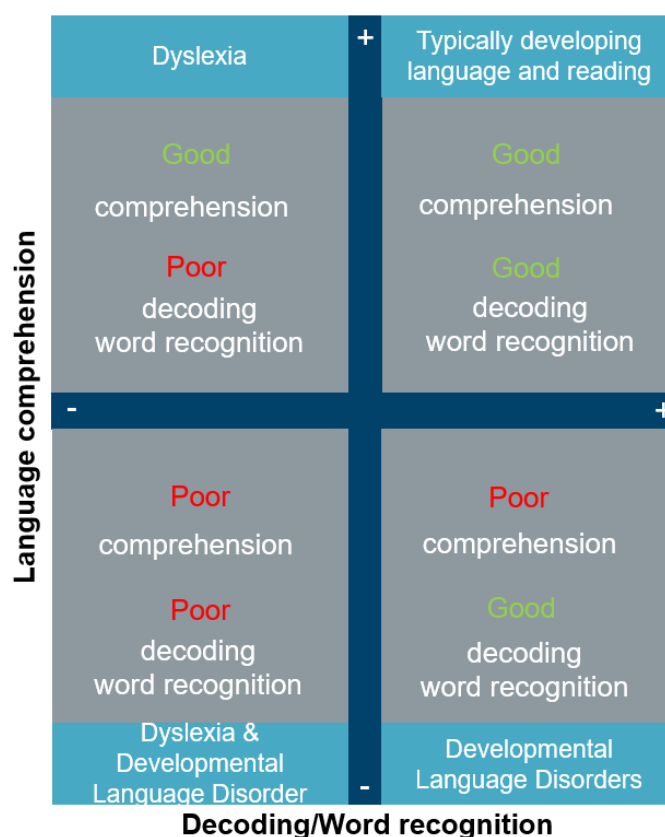 Dyslexia
+
Typically developing
language and reading
Good
comprehension
Poor
decoding
word recognition
Good
comprehension
Good
decoding
word recognition
-
+
Language comprehension
Poor
comprehension
Poor
decoding
word recognition
Poor
comprehension
Good
decoding
word recognition
Dyslexia &
Developmental
Language Disorder
-
Developmental
Language Disorders
Decoding/Word recognition